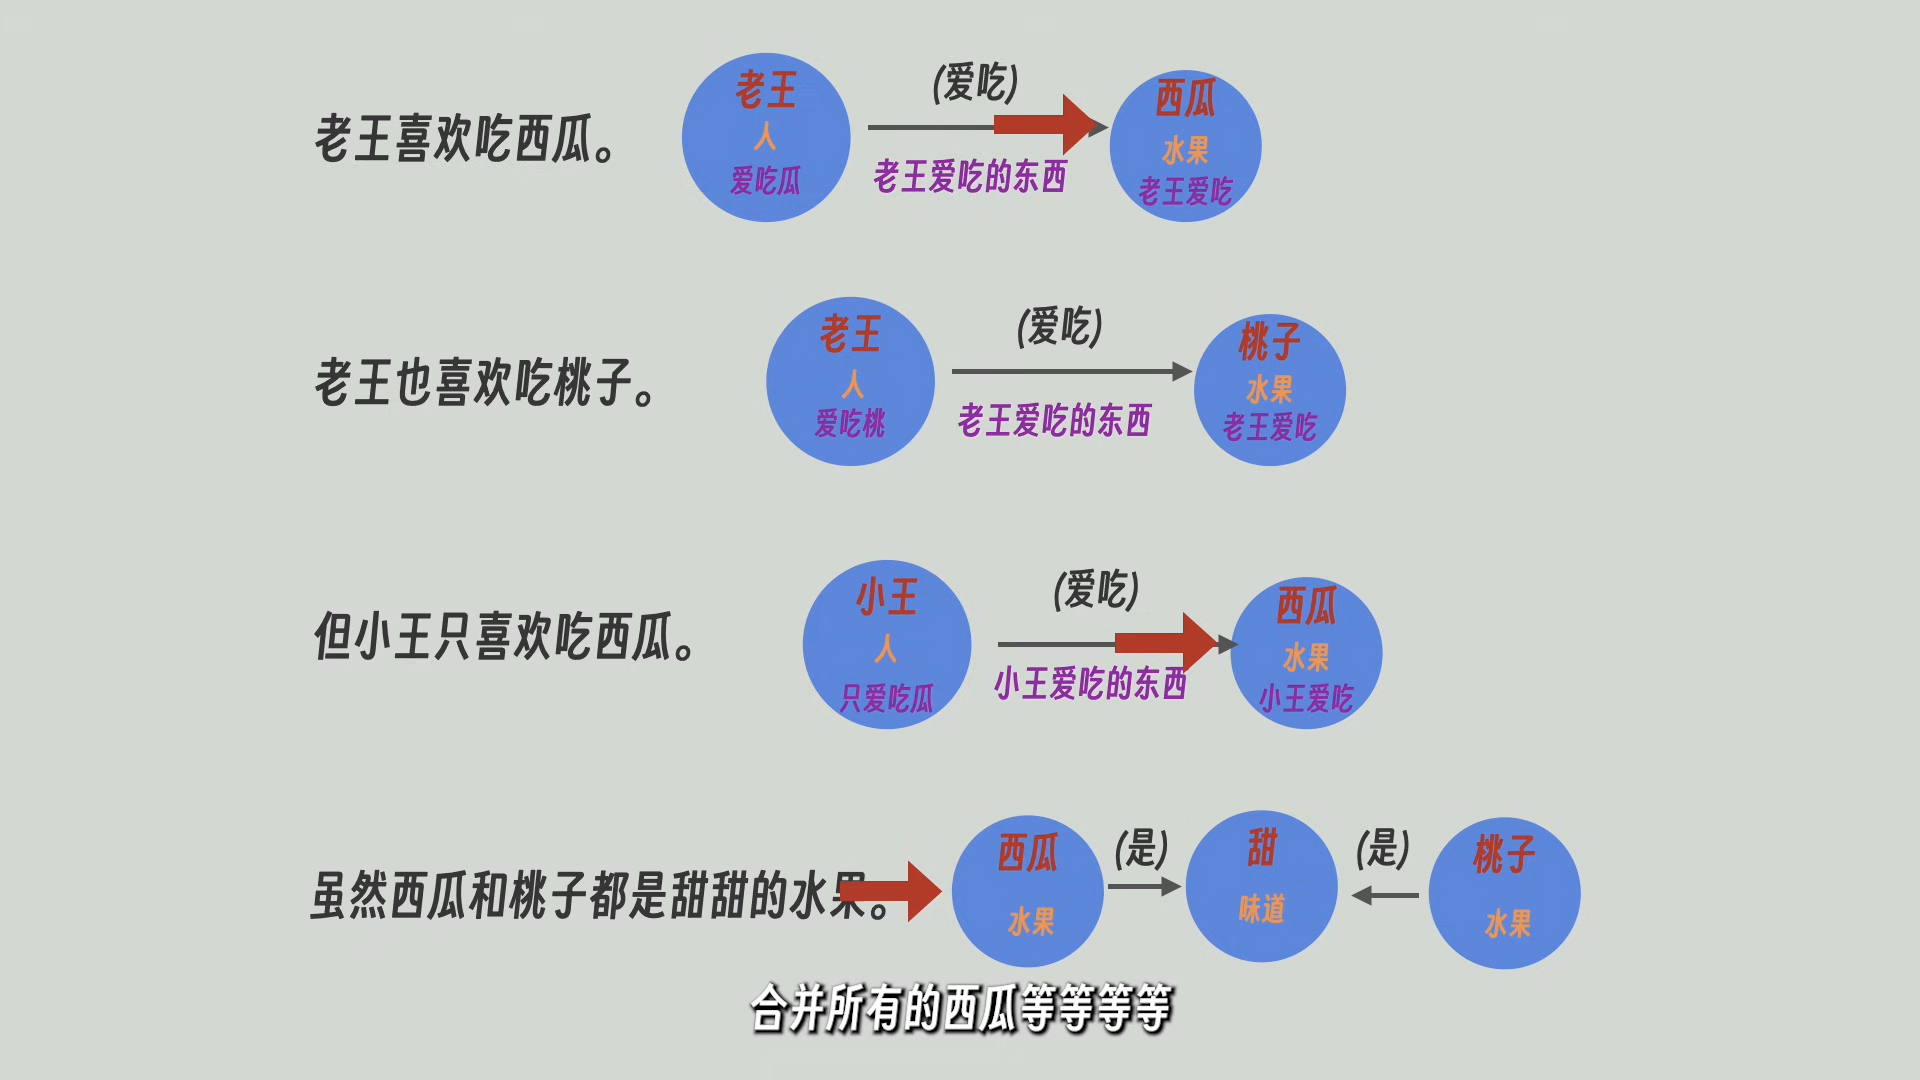 老王喜欢吃西瓜。
老王
人
爱吃瓜
(爱吃)
老王爱吃的东西
西瓜
水果
老王爱吃
老王也喜欢吃桃子。
老王
人
爱吃桃
(爱吃)
老王爱吃的东西
桃子
水果
老王爱吃
但小王只喜欢吃西瓜。
小王
人
只爱吃瓜
(爱吃)
小王爱吃的东西
西瓜
水果
小王爱吃
虽然西瓜和桃子都是甜甜的水果。
西瓜
水果
(是)
甜
味道
(是)
桃子
水果
合并所有的西瓜等等等等